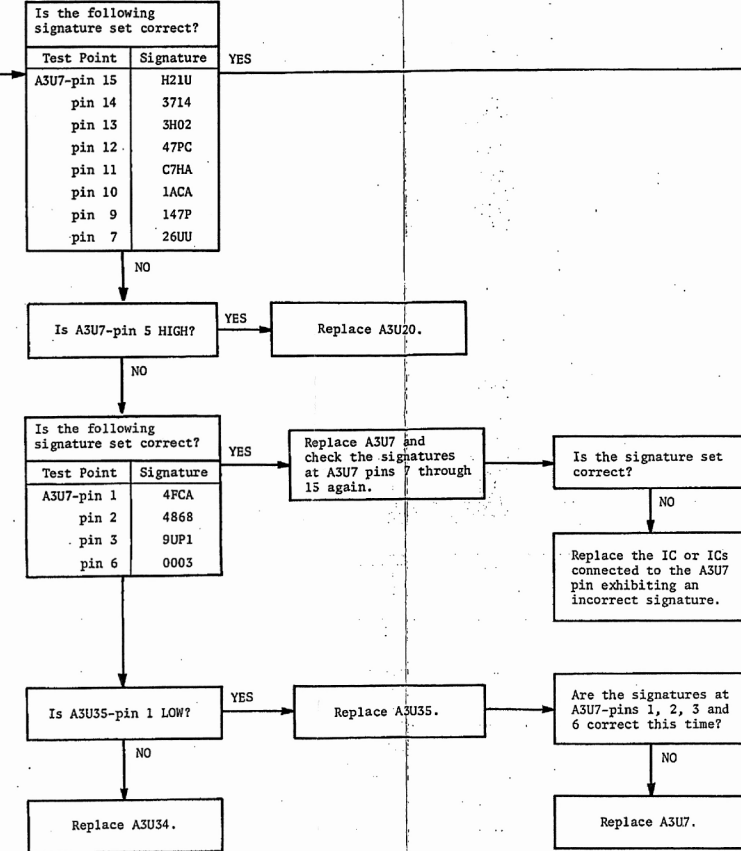 Is the following
signature set correct?
Test Point Signature
YES
A3U7-pin 15 H21U
pin 14 3714
pin 13 3H02
pin 12 47PC
pin 11 C7HA
pin 10 1ACA
pin 9 147P
pin 7 26UU
NO
Is A3U7-pin 5 HIGH?
YES
Replace A3U20.
NO
Is the following
signature set correct?
Test Point Signature
A3U7-pin 1 4FCA
pin 2 4868
pin 3 9UP1
pin 6 0003
YES
Replace A3U7 and
check the signatures
at A3U7 pins 7 through
15 again.
Is the signature set
correct?
NO
Replace the IC or ICs
connected to the A3U7
pin exhibiting an
incorrect signature.
Is A3U35-pin 1 LOW?
YES
Replace A3U35.
Are the signatures at
A3U7-pins 1, 2, 3 and
6 correct this time?
NO
NO
Replace A3U34.
Replace A3U7.